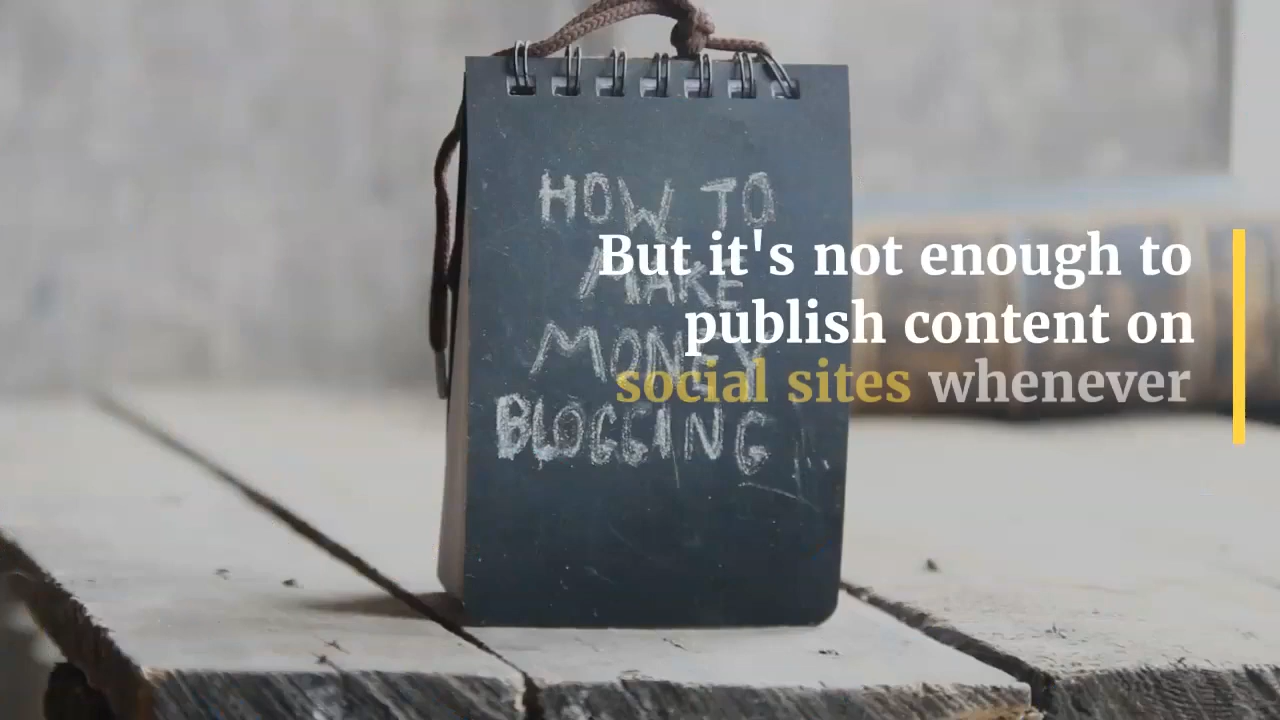 HOW TO
MAKE
MONEY
BLOGGING
But it's not enough to
publish content on
social sites whenever